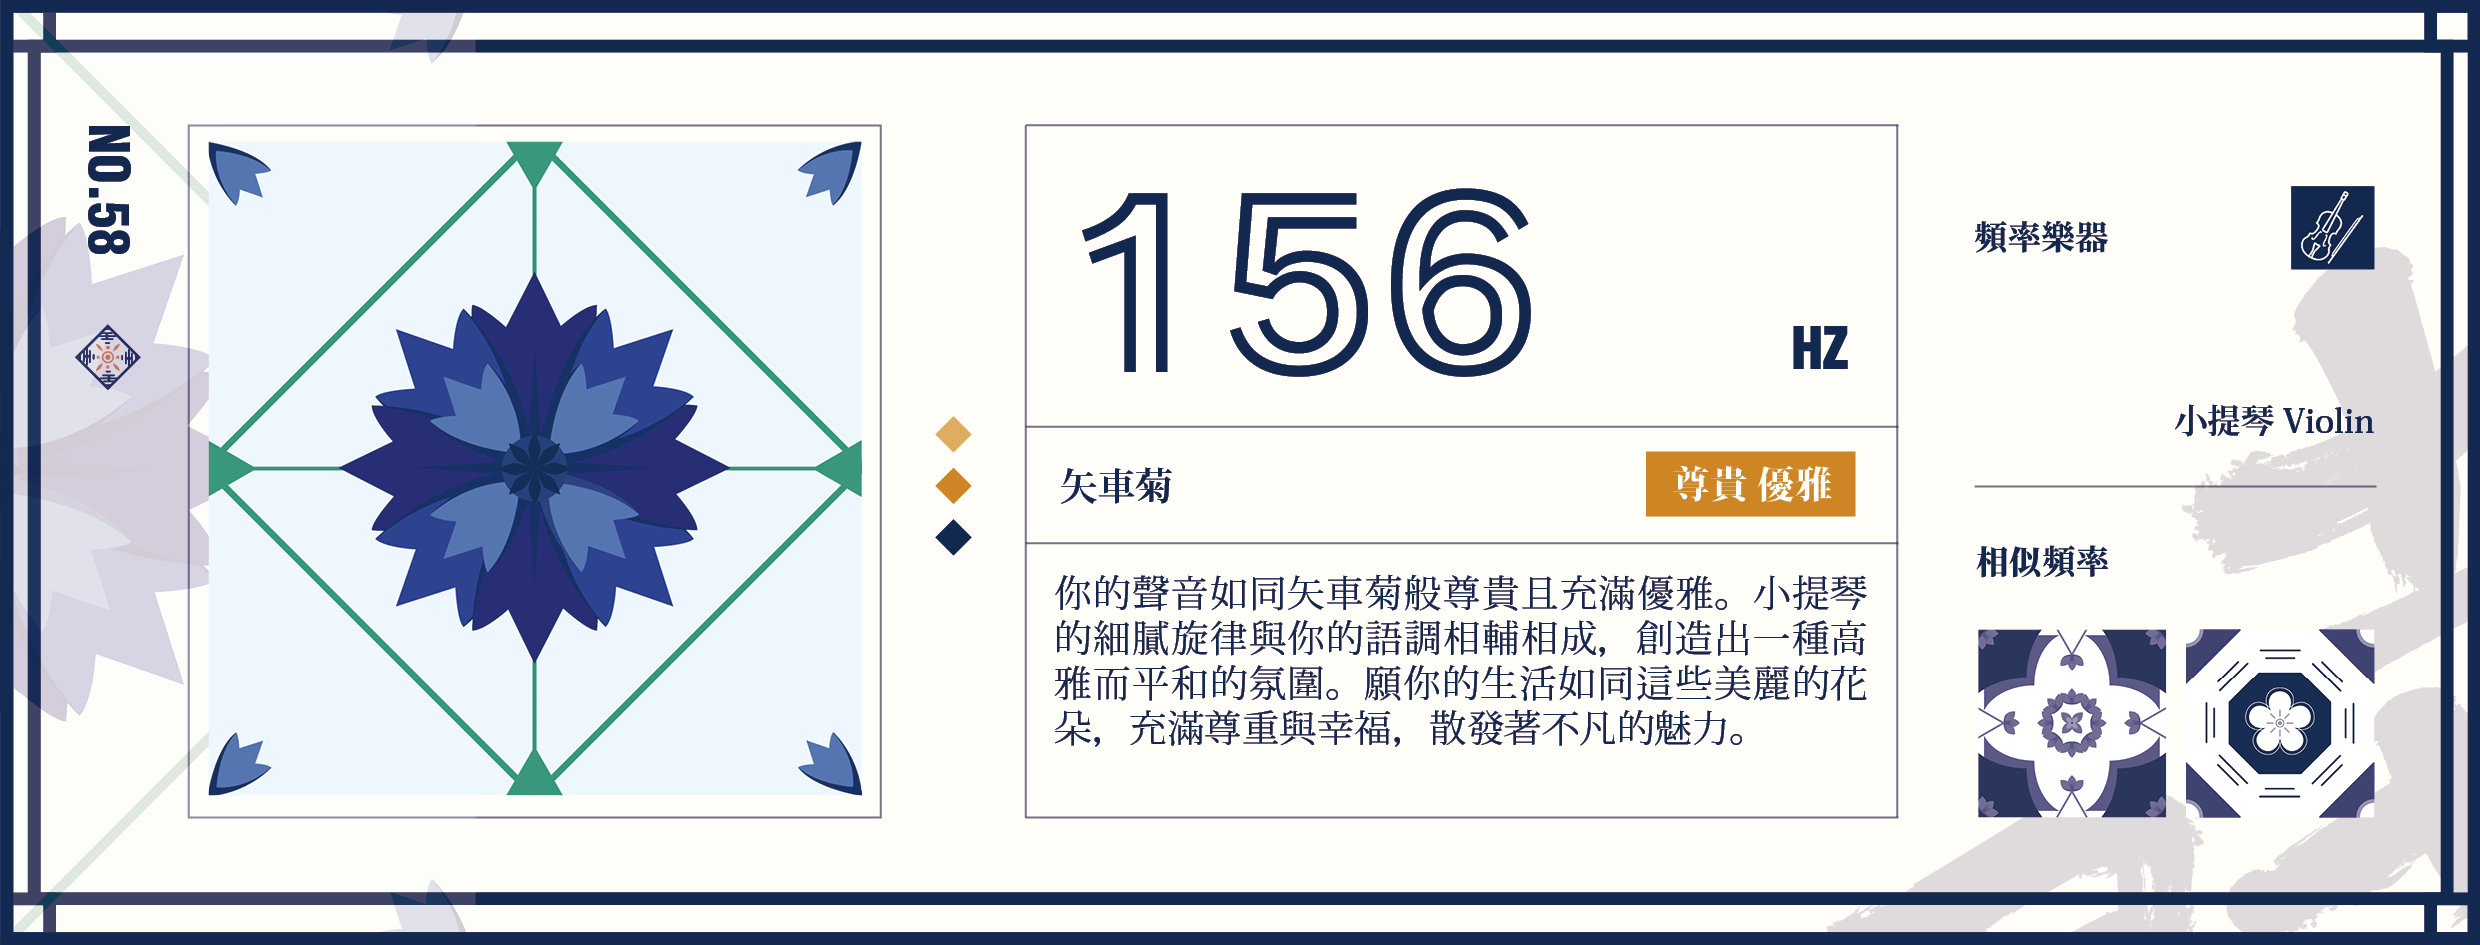 NO.58
156
HZ
矢車菊
尊貴 優雅
你的聲音如同矢車菊般尊貴且充滿優雅。小提琴
的細膩旋律與你的語調相輔相成，創造出一種高
雅而平和的氛圍。願你的生活如同這些美麗的花
朵，充滿尊重與幸福，散發著不凡的魅力。
頻率樂器
小提琴 Violin
相似頻率